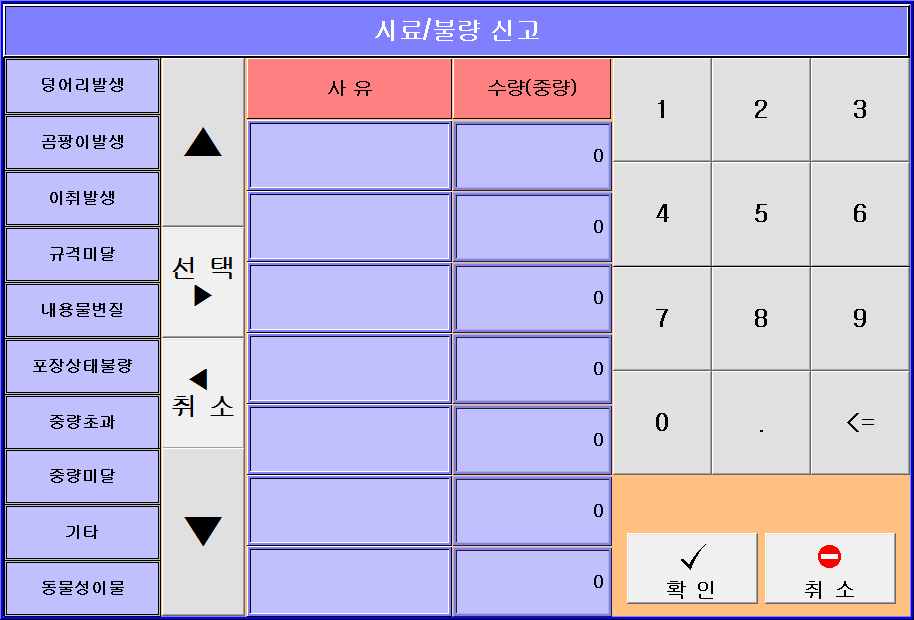 시료/불량 신고
덩어리발생
곰팡이발생
이취발생
규격미달
내용물변질
포장상태불량
중량초과
중량미달
기타
동물성이물
▲
선 택
▶
◀
취 소
▼
사 유
수량(중량)
0
0
0
0
0
0
0
1 2 3
4 5 6
7 8 9
0 . <=
확 인
취 소